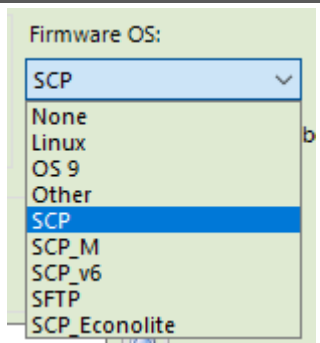 Firmware OS:
SCP
None
Linux
OS 9
Other
SCP
SCP_M
SCP_v6
SFTP
SCP_Econolite
b